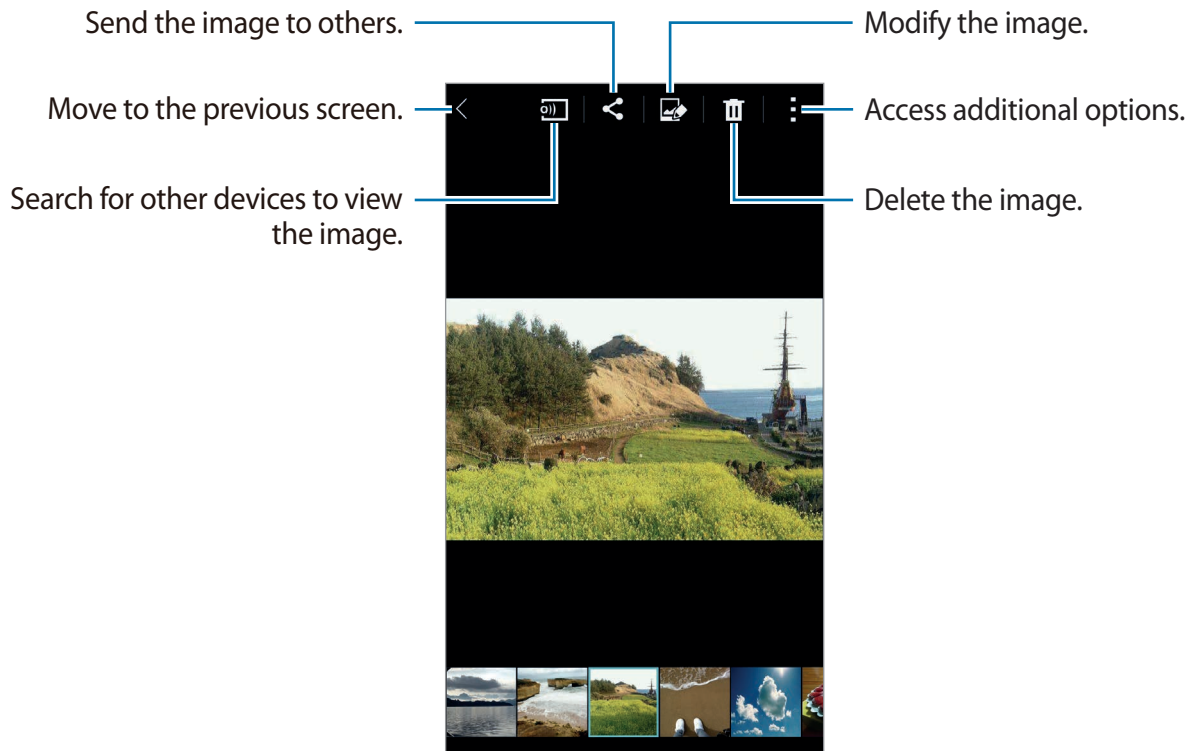 Send the image to others.
Modify the image.
Move to the previous screen.
Access additional options.
Search for other devices to view
the image.
Delete the image.